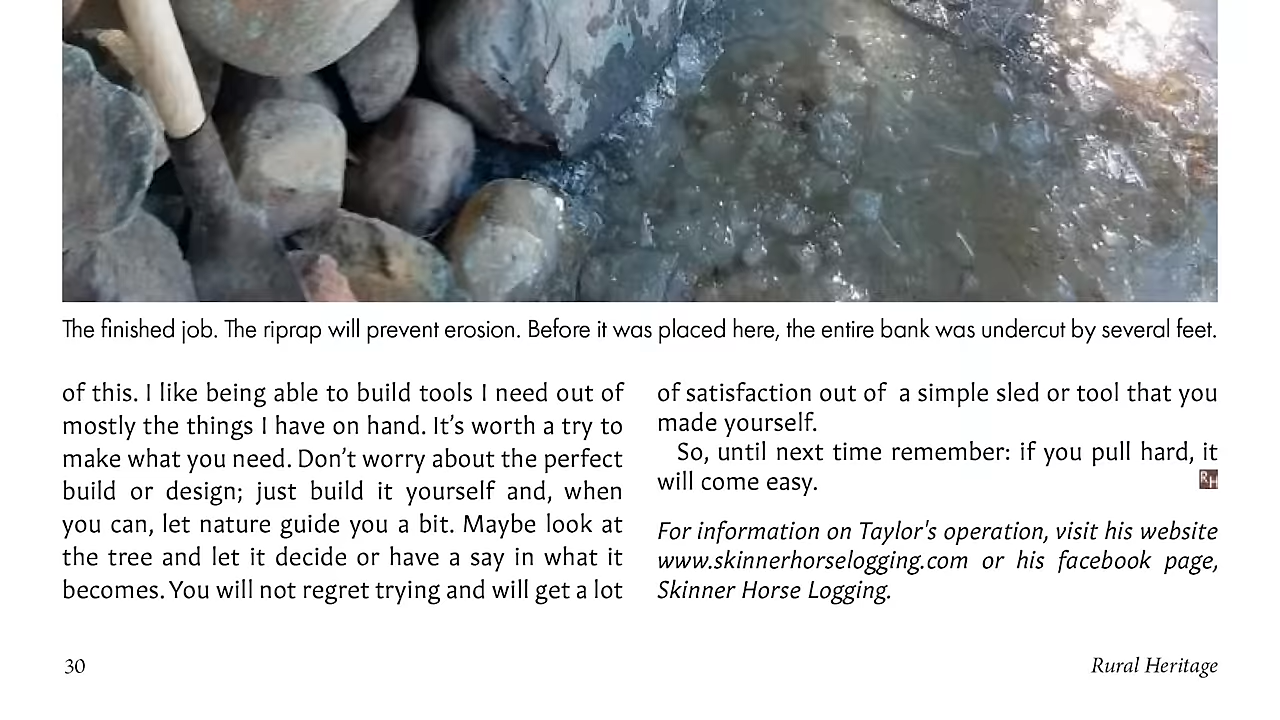 The finished job. The riprap will prevent erosion. Before it was placed here, the entire bank was undercut by several feet.
of this. I like being able to build tools I need out of
mostly the things I have on hand. It's worth a try to
make what you need. Don't worry about the perfect
build or design; just build it yourself and, when
you can, let nature guide you a bit. Maybe look at
the tree and let it decide or have a say in what it
becomes. You will not regret trying and will get a lot
of satisfaction out of a simple sled or tool that you
made yourself.
So, until next time remember: if you pull hard, it
will come easy.
RH
For information on Taylor's operation, visit his website
www.skinnerhorselogging.com or his facebook page,
Skinner Horse Logging.
30
Rural Heritage